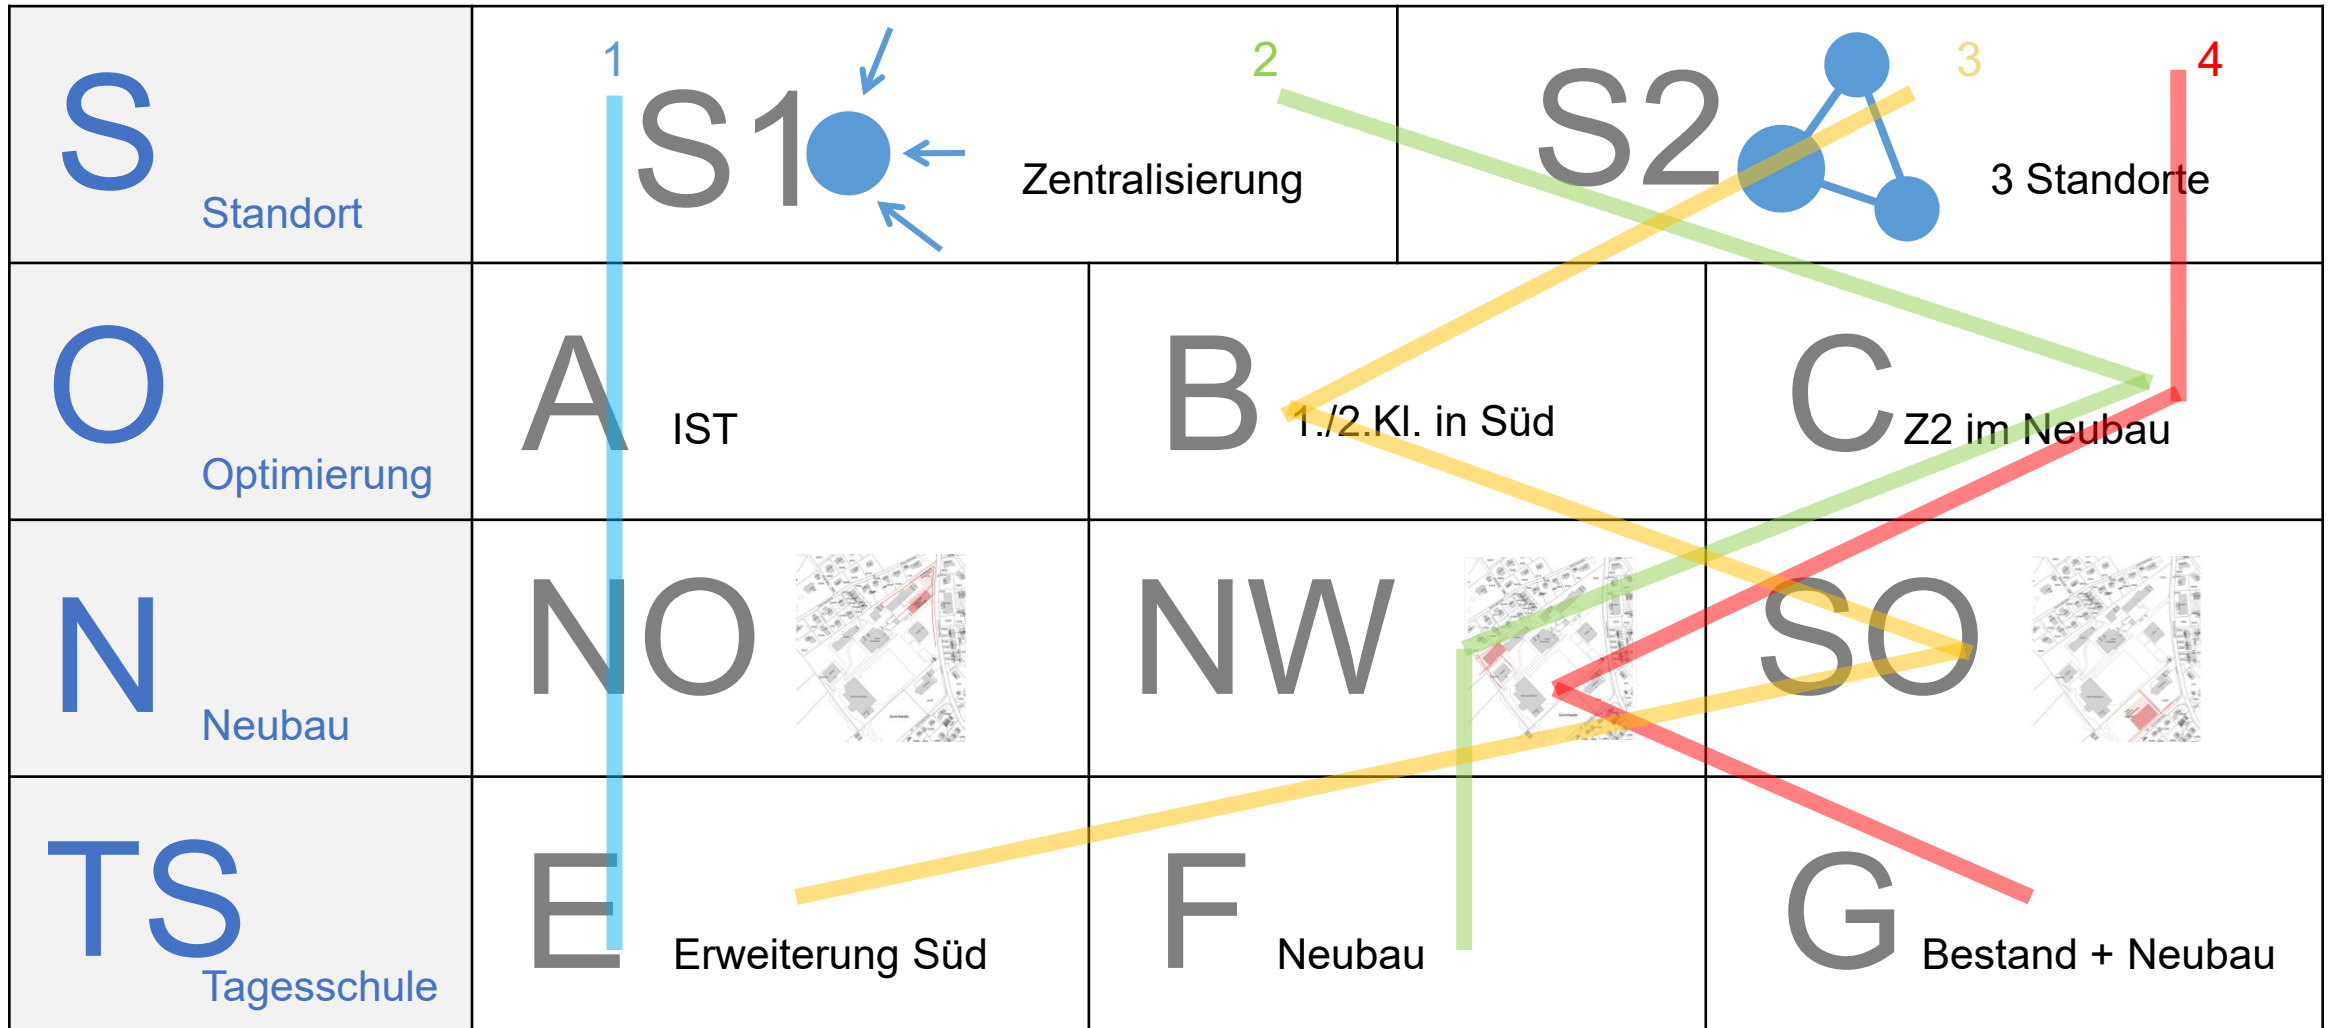 S Standort
1
S1
Zentralisierung
2
S2
3 Standorte
3
4
O Optimierung
A IST
B 1./2.Kl. in Süd
C Z2 im Neubau
N Neubau
NO
NW
SO
TS Tagesschule
E Erweiterung Süd
F Neubau
G Bestand + Neubau